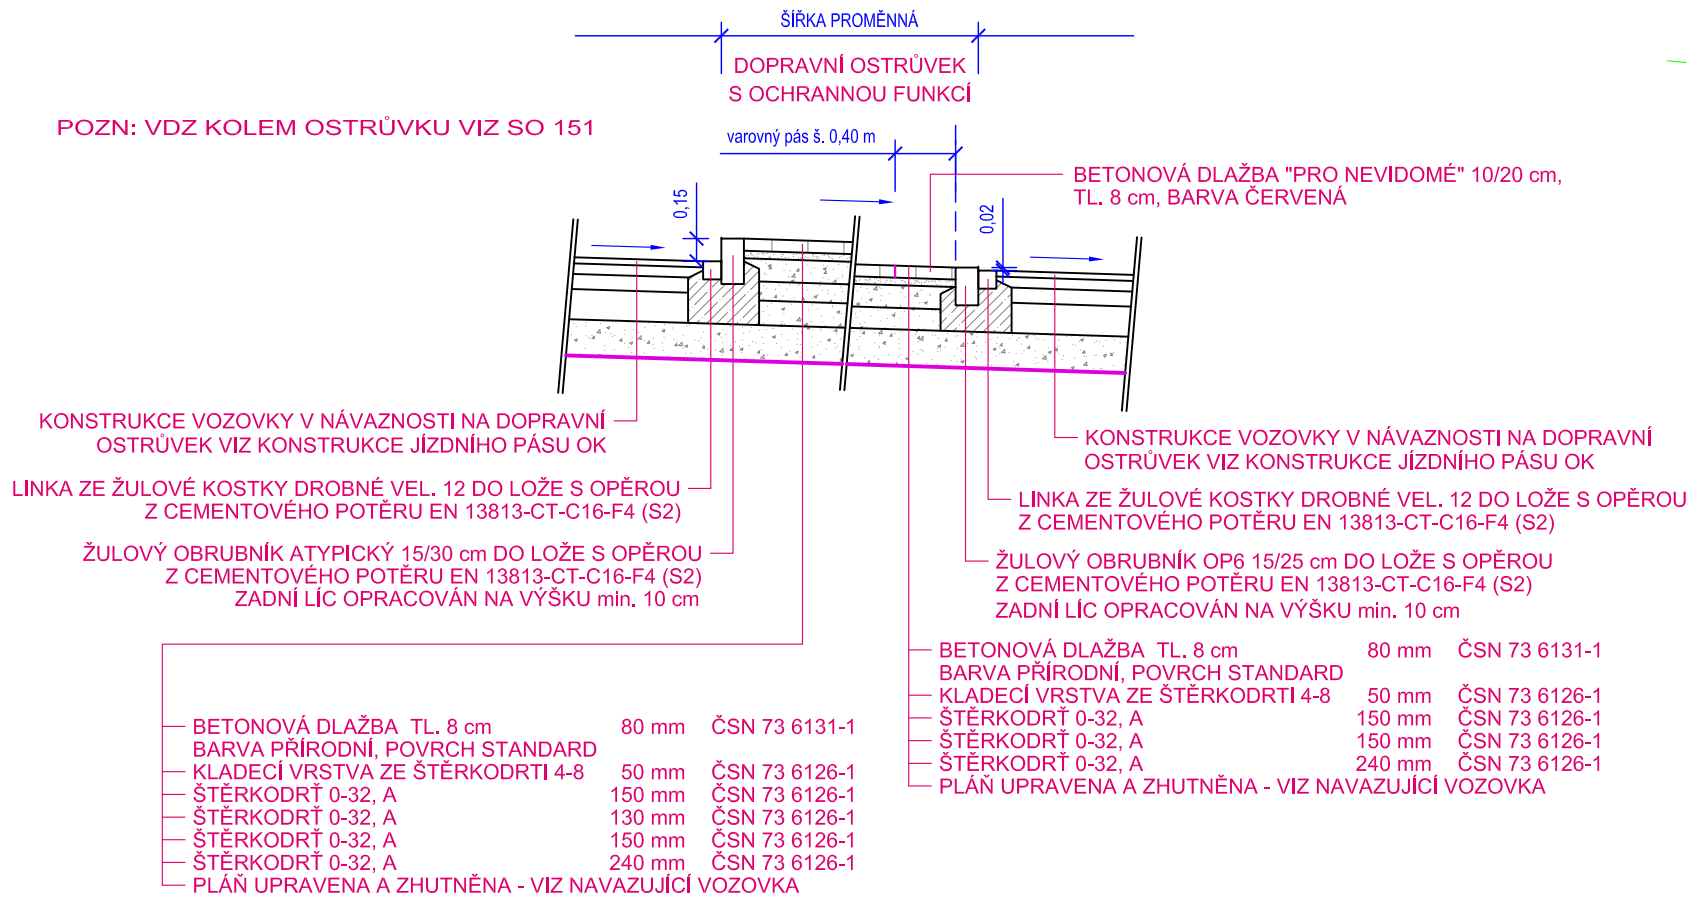 ŠÍŘKA PROMĚNNÁ
DOPRAVNÍ OSTRŮVEK
S OCHRANNOU FUNKCÍ
POZN: VDZ KOLEM OSTRŮVKU VIZ SO 151
varovný pás š. 0,40 m
BETONOVÁ DLAŽBA "PRO NEVIDOMÉ" 10/20 cm,
TL. 8 cm, BARVA ČERVENÁ
0,15
0,02
KONSTRUKCE VOZOVKY V NÁVAZNOSTI NA DOPRAVNÍ
OSTRŮVEK VIZ KONSTRUKCE JÍZDNÍHO PÁSU OK
LINKA ZE ŽULOVÉ KOSTKY DROBNÉ VEL. 12 DO LOŽE S OPĚROU
Z CEMENTOVÉHO POTĚRU EN 13813-CT-C16-F4 (S2)
ŽULOVÝ OBRUBNÍK ATYPICKÝ 15/30 cm DO LOŽE S OPĚROU
Z CEMENTOVÉHO POTĚRU EN 13813-CT-C16-F4 (S2)
ZADNÍ LÍC OPRACOVÁN NA VÝŠKU min. 10 cm
KONSTRUKCE VOZOVKY V NÁVAZNOSTI NA DOPRAVNÍ
OSTRŮVEK VIZ KONSTRUKCE JÍZDNÍHO PÁSU OK
LINKA ZE ŽULOVÉ KOSTKY DROBNÉ VEL. 12 DO LOŽE S OPĚROU
Z CEMENTOVÉHO POTĚRU EN 13813-CT-C16-F4 (S2)
ŽULOVÝ OBRUBNÍK OP6 15/25 cm DO LOŽE S OPĚROU
Z CEMENTOVÉHO POTĚRU EN 13813-CT-C16-F4 (S2)
ZADNÍ LÍC OPRACOVÁN NA VÝŠKU min. 10 cm
BETONOVÁ DLAŽBA TL. 8 cm 80 mm ČSN 73 6131-1
BARVA PŘÍRODNÍ, POVRCH STANDARD
KLADECÍ VRSTVA ZE ŠTĚRKODRTI 4-8 50 mm ČSN 73 6126-1
ŠTĚRKODRŤ 0-32, A 150 mm ČSN 73 6126-1
ŠTĚRKODRŤ 0-32, A 130 mm ČSN 73 6126-1
ŠTĚRKODRŤ 0-32, A 150 mm ČSN 73 6126-1
ŠTĚRKODRŤ 0-32, A 240 mm ČSN 73 6126-1
PLÁŇ UPRAVENA A ZHUTNĚNA - VIZ NAVAZUJÍCÍ VOZOVKA
BETONOVÁ DLAŽBA TL. 8 cm 80 mm ČSN 73 6131-1
BARVA PŘÍRODNÍ, POVRCH STANDARD
KLADECÍ VRSTVA ZE ŠTĚRKODRTI 4-8 50 mm ČSN 73 6126-1
ŠTĚRKODRŤ 0-32, A 150 mm ČSN 73 6126-1
ŠTĚRKODRŤ 0-32, A 150 mm ČSN 73 6126-1
ŠTĚRKODRŤ 0-32, A 240 mm ČSN 73 6126-1
PLÁŇ UPRAVENA A ZHUTNĚNA - VIZ NAVAZUJÍCÍ VOZOVKA